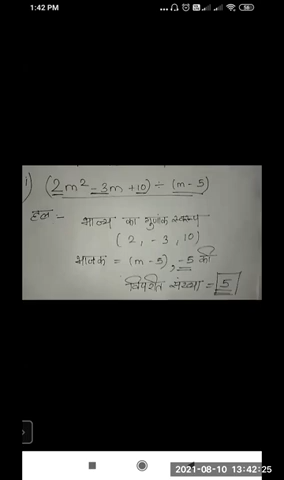 1:42 PM
58
1) (2m² - 3m + 10) ÷ (m - 5)
हल :- भाज्य का गुणांक स्वरूप
(2, -3, 10)
भाजक = (m - 5), -5 की
विपरीत संख्या = 5
2021-08-10 13:42:25